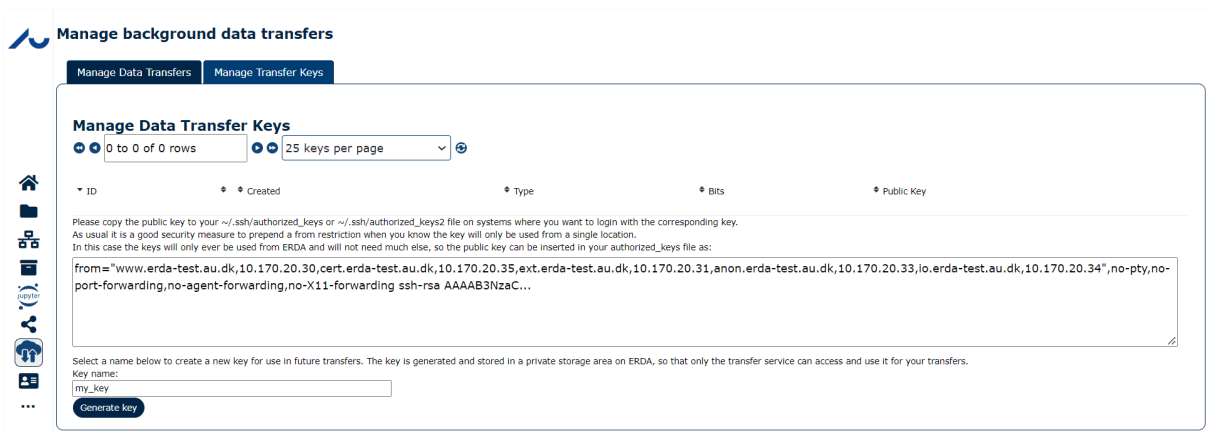 Manage background data transfers
Manage Data Transfers
Manage Transfer Keys
Manage Data Transfer Keys
0 to 0 of 0 rows
25 keys per page
ID
Created
Type
Bits
Public Key
Please copy the public key to your ~/.ssh/authorized_keys or ~/.ssh/authorized_keys2 file on systems where you want to login with the corresponding key.
As usual it is a good security measure to prepend a from restriction when you know the key will only be used from a single location.
In this case the keys will only ever be used from ERDA and will not need much else, so the public key can be inserted in your authorized_keys file as:
from="www.erda-test.au.dk,10.170.20.30,cert.erda-test.au.dk,10.170.20.35,ext.erda-test.au.dk,10.170.20.31,anon.erda-test.au.dk,10.170.20.33,io.erda-test.au.dk,10.170.20.34",no-pty,no-
port-forwarding,no-agent-forwarding,no-X11-forwarding ssh-rsa AAAAB3NzaC...
jupyter
Select a name below to create a new key for use in future transfers. The key is generated and stored in a private storage area on ERDA, so that only the transfer service can access and use it for your transfers.
Key name:
my_key
Generate key